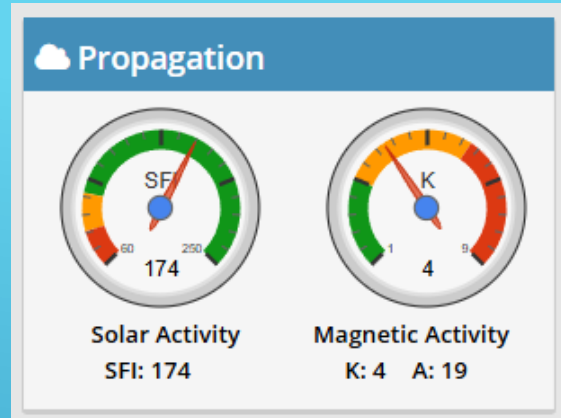 Propagation
SFI
60
250
174
K
1
9
4
Solar Activity
SFI: 174
Magnetic Activity
K: 4 A: 19